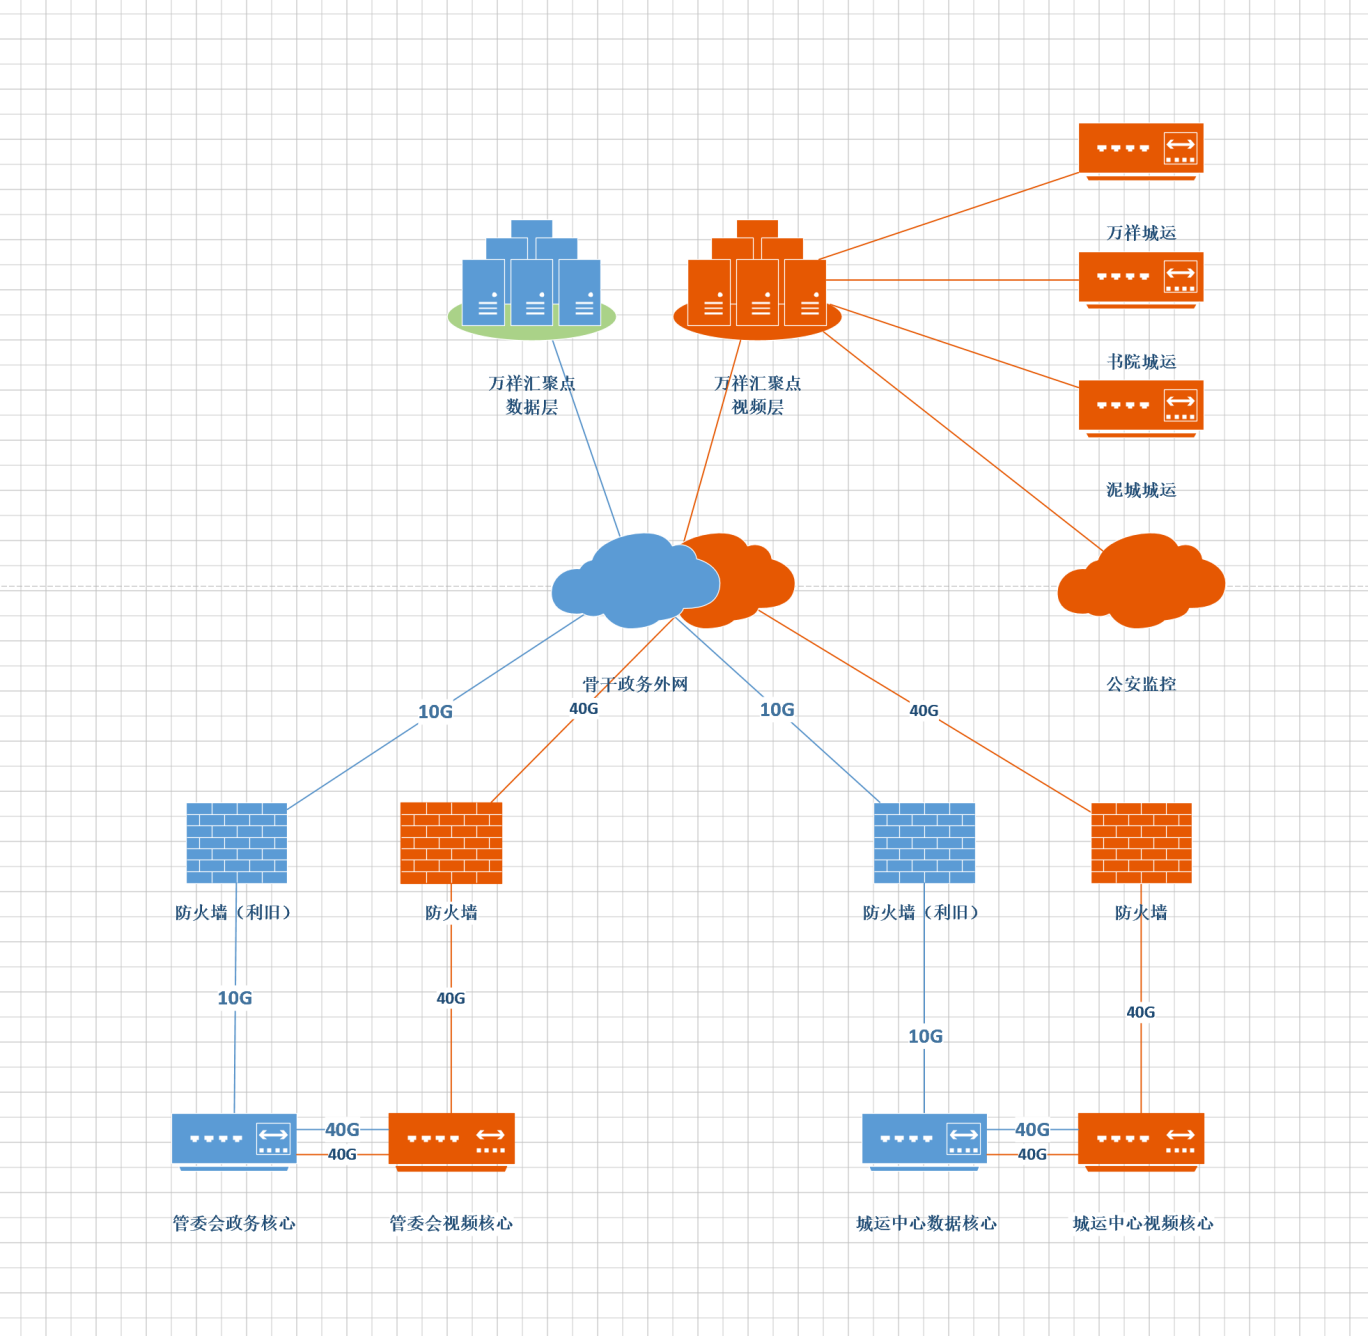 万祥城运
书院城运
万祥汇聚点
数据层
万祥汇聚点
视频层
泥城城运
骨干政务外网
公安监控
10G
40G
10G
40G
防火墙（利旧）
防火墙
防火墙（利旧）
防火墙
10G
40G
10G
40G
40G
40G
40G
40G
管委会政务核心
管委会视频核心
城运中心数据核心
城运中心视频核心